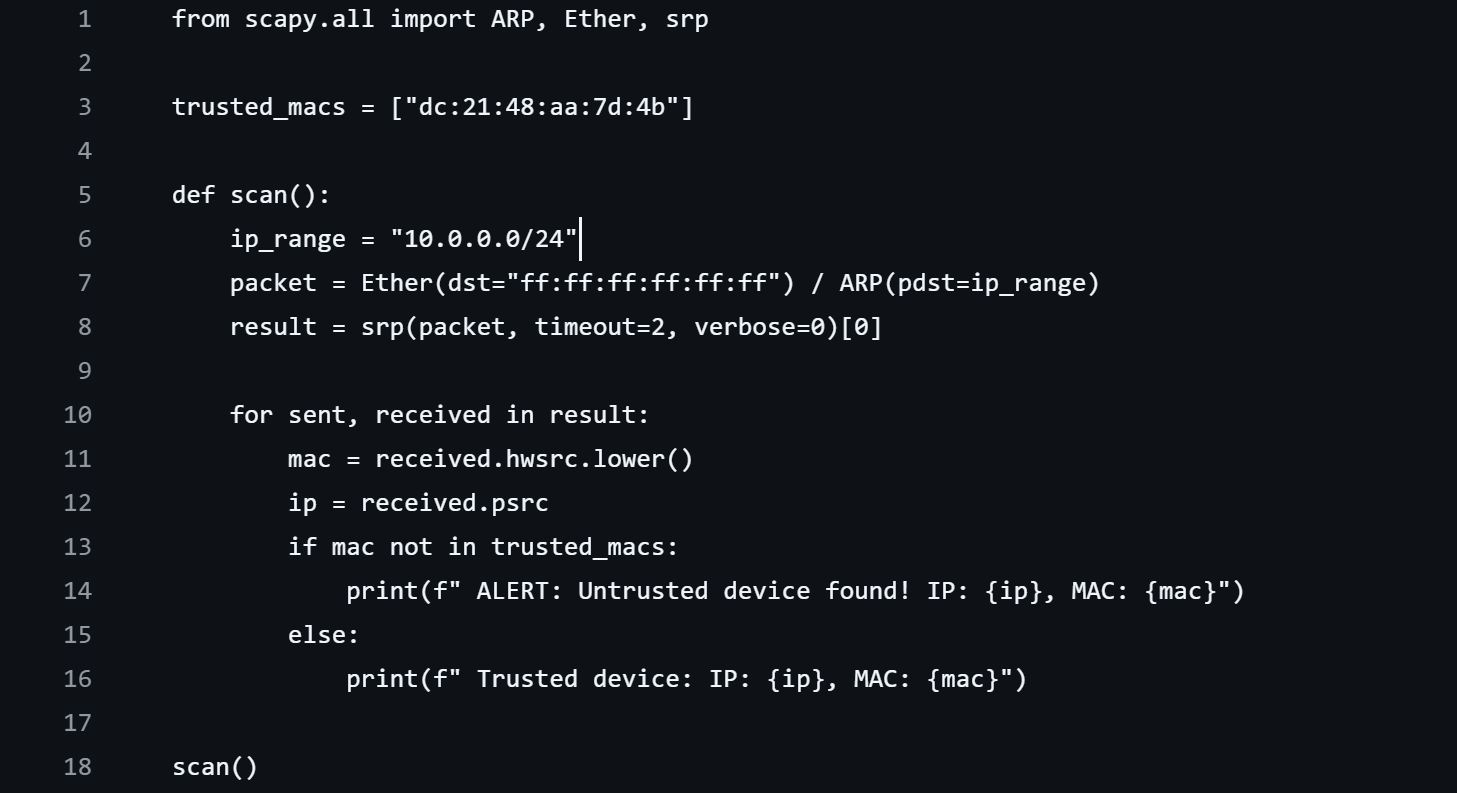 1 from scapy.all import ARP, Ether, srp
2
3 trusted_macs = ["dc:21:48:aa:7d:4b"]
4
5 def scan():
6     ip_range = "10.0.0.0/24"
7     packet = Ether(dst="ff:ff:ff:ff:ff:ff") / ARP(pdst=ip_range)
8     result = srp(packet, timeout=2, verbose=0)[0]
9
10     for sent, received in result:
11         mac = received.hwsrc.lower()
12         ip = received.psrc
13         if mac not in trusted_macs:
14             print(f" ALERT: Untrusted device found! IP: {ip}, MAC: {mac}")
15         else:
16             print(f" Trusted device: IP: {ip}, MAC: {mac}")
17
18 scan()